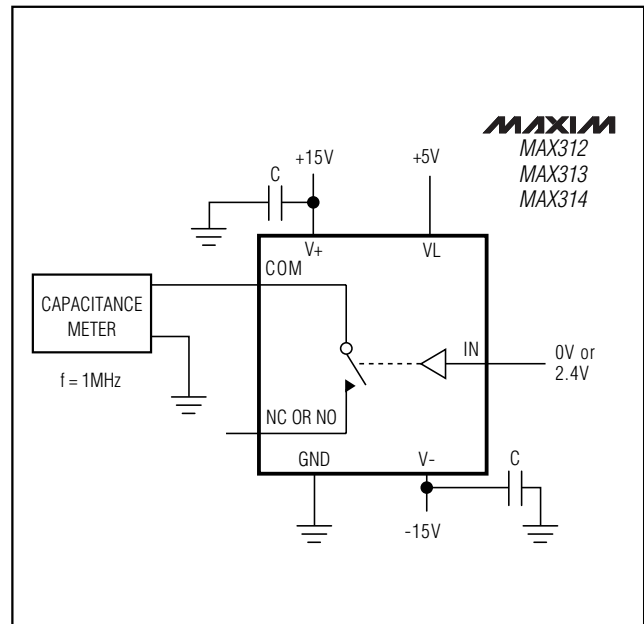 MAXIM
MAX312
MAX313
MAX314
+15V
+5V
C
V+
VL
COM
CAPACITANCE
METER
f = 1MHz
IN
0V or
2.4V
NC OR NO
GND
V-
C
-15V